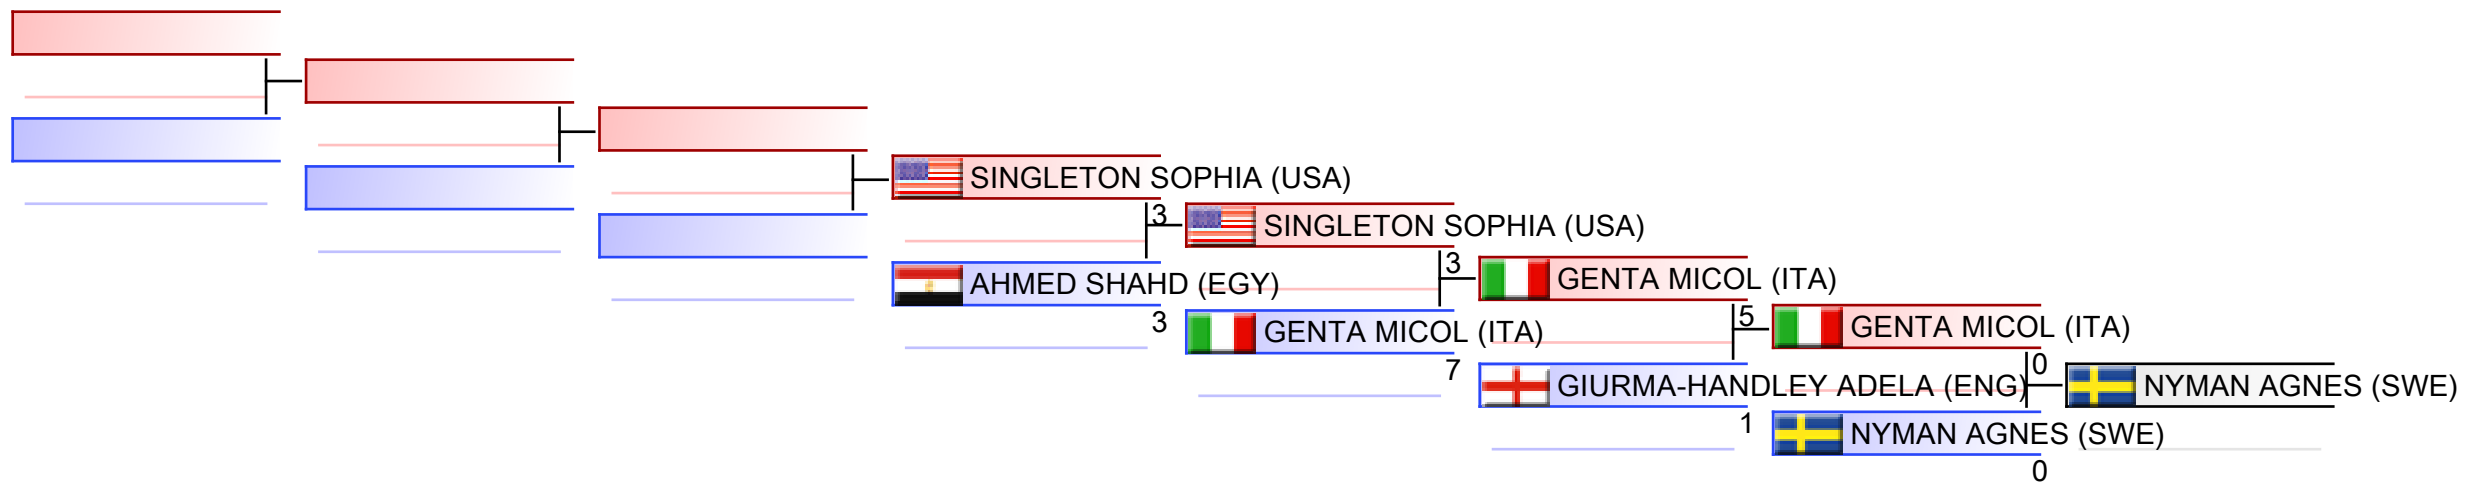 SINGLETON SOPHIA (USA)
3
AHMED SHAHD (EGY)
3
SINGLETON SOPHIA (USA)
3
GENTA MICOL (ITA)
7
GENTA MICOL (ITA)
5
GIURMA-HANDLEY ADELA (ENG)
1
GENTA MICOL (ITA)
0
NYMAN AGNES (SWE)
0
NYMAN AGNES (SWE)